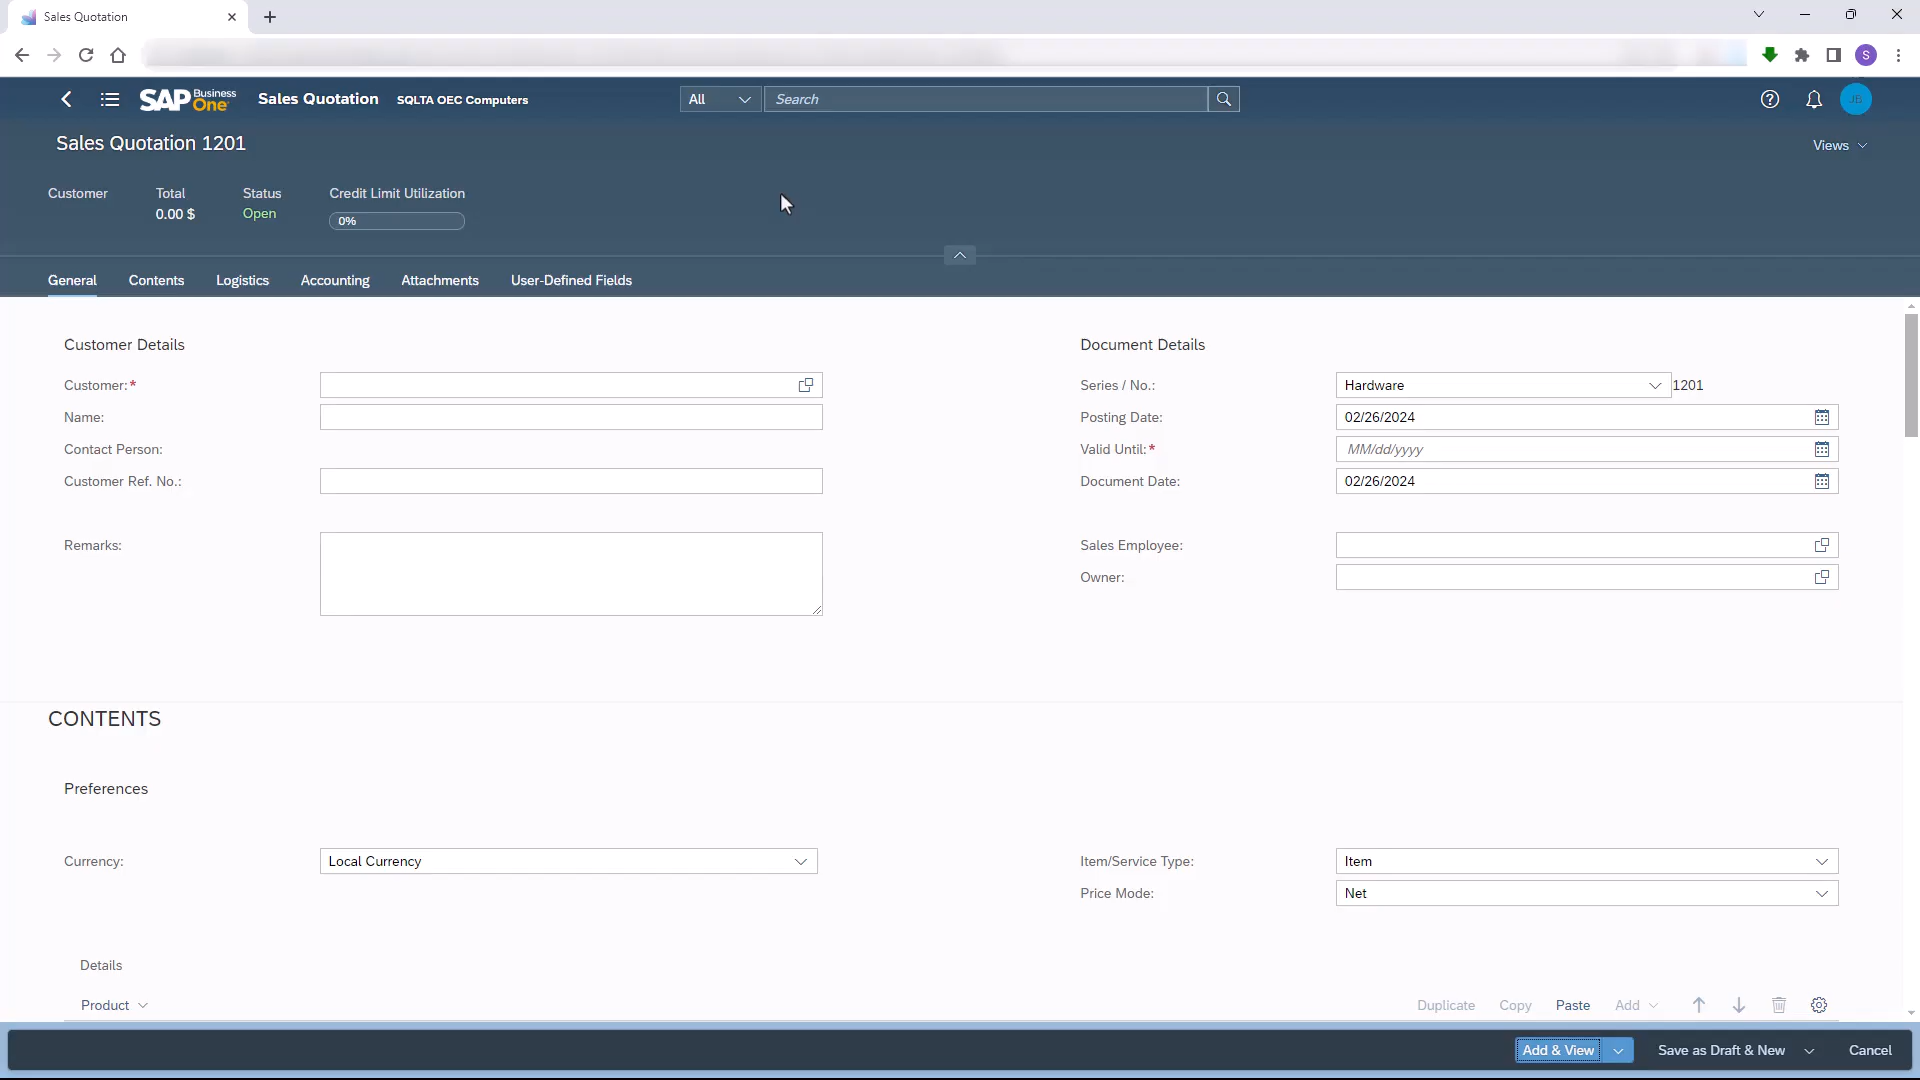 Sales Quotation
S
SAP Business One Sales Quotation SQLTA OEC Computers All Search JB
Sales Quotation 1201 Views
Customer Total Status Credit Limit Utilization
0.00 $ Open 0%
General Contents Logistics Accounting Attachments User-Defined Fields
Customer Details Document Details
Customer:* Series / No.: Hardware 1201
Name: Posting Date: 02/26/2024
Contact Person: Valid Until:* MM/dd/yyyy
Customer Ref. No.: Document Date: 02/26/2024
Remarks: Sales Employee:
Owner:
CONTENTS
Preferences
Currency: Local Currency Item/Service Type: Item
Price Mode: Net
Details
Product Duplicate Copy Paste Add
Add & View Save as Draft & New Cancel